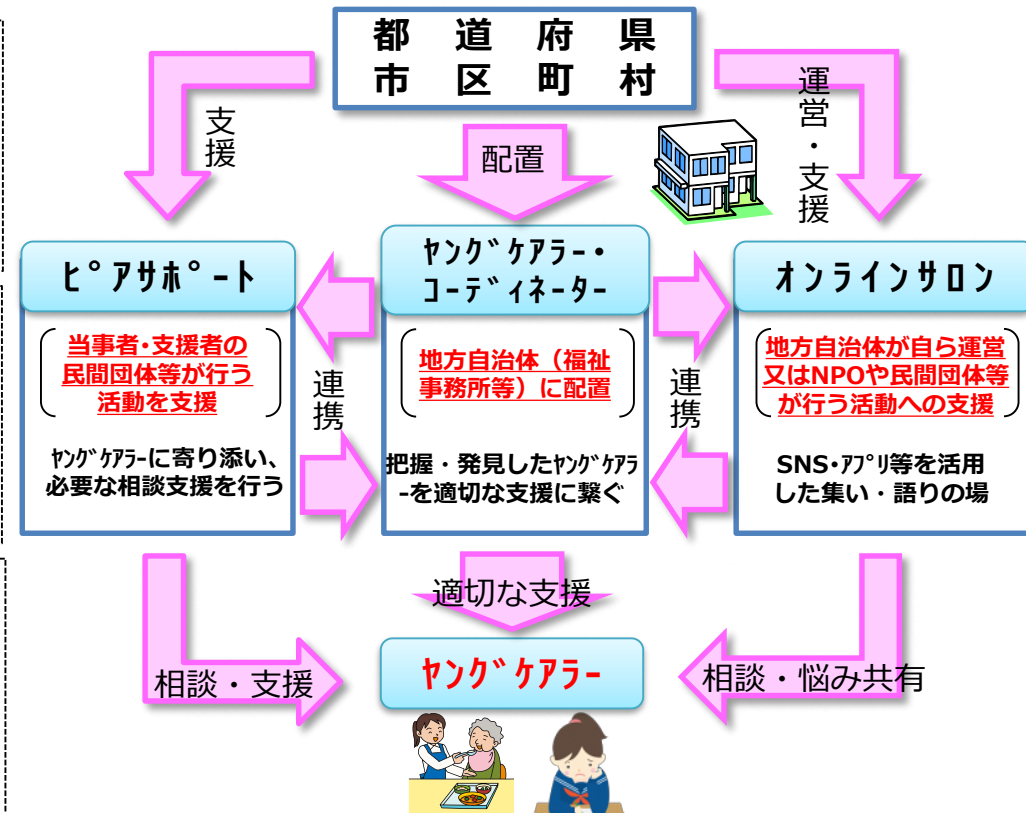 都道府県
市区町村
支援
配置
運営・支援
ﾋﾟｱｻﾎﾟｰﾄ
当事者・支援者の
民間団体等が行う
活動を支援
ﾔﾝｸﾞｹｱﾗｰに寄り添い、
必要な相談支援を行う
連携
ﾔﾝｸﾞｹｱﾗｰ・
ｺｰﾃﾞｨﾈｰﾀｰ
地方自治体（福祉
事務所等）に配置
把握・発見したﾔﾝｸﾞｹｱﾗ
ｰを適切な支援に繋ぐ
連携
オンラインサロン
地方自治体が自ら運営
又はNPOや民間団体等
が行う活動への支援
SNS・ｱﾌﾟﾘ等を活用
した集い・語りの場
相談・支援
適切な支援
相談・悩み共有
ﾔﾝｸﾞｹｱﾗｰ